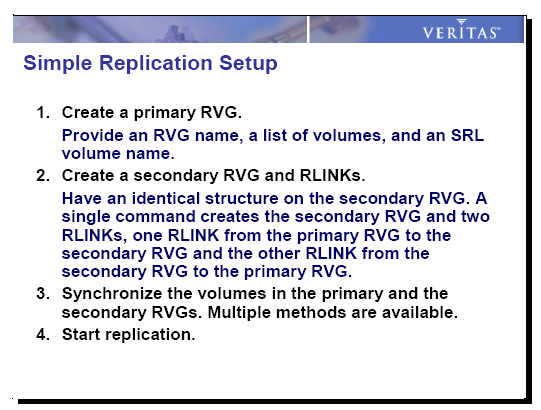 VERITAS™
Simple Replication Setup
1. Create a primary RVG.
Provide an RVG name, a list of volumes, and an SRL
volume name.
2. Create a secondary RVG and RLINKs.
Have an identical structure on the secondary RVG. A
single command creates the secondary RVG and two
RLINKs, one RLINK from the primary RVG to the
secondary RVG and the other RLINK from the
secondary RVG to the primary RVG.
3. Synchronize the volumes in the primary and the
secondary RVGs. Multiple methods are available.
4. Start replication.